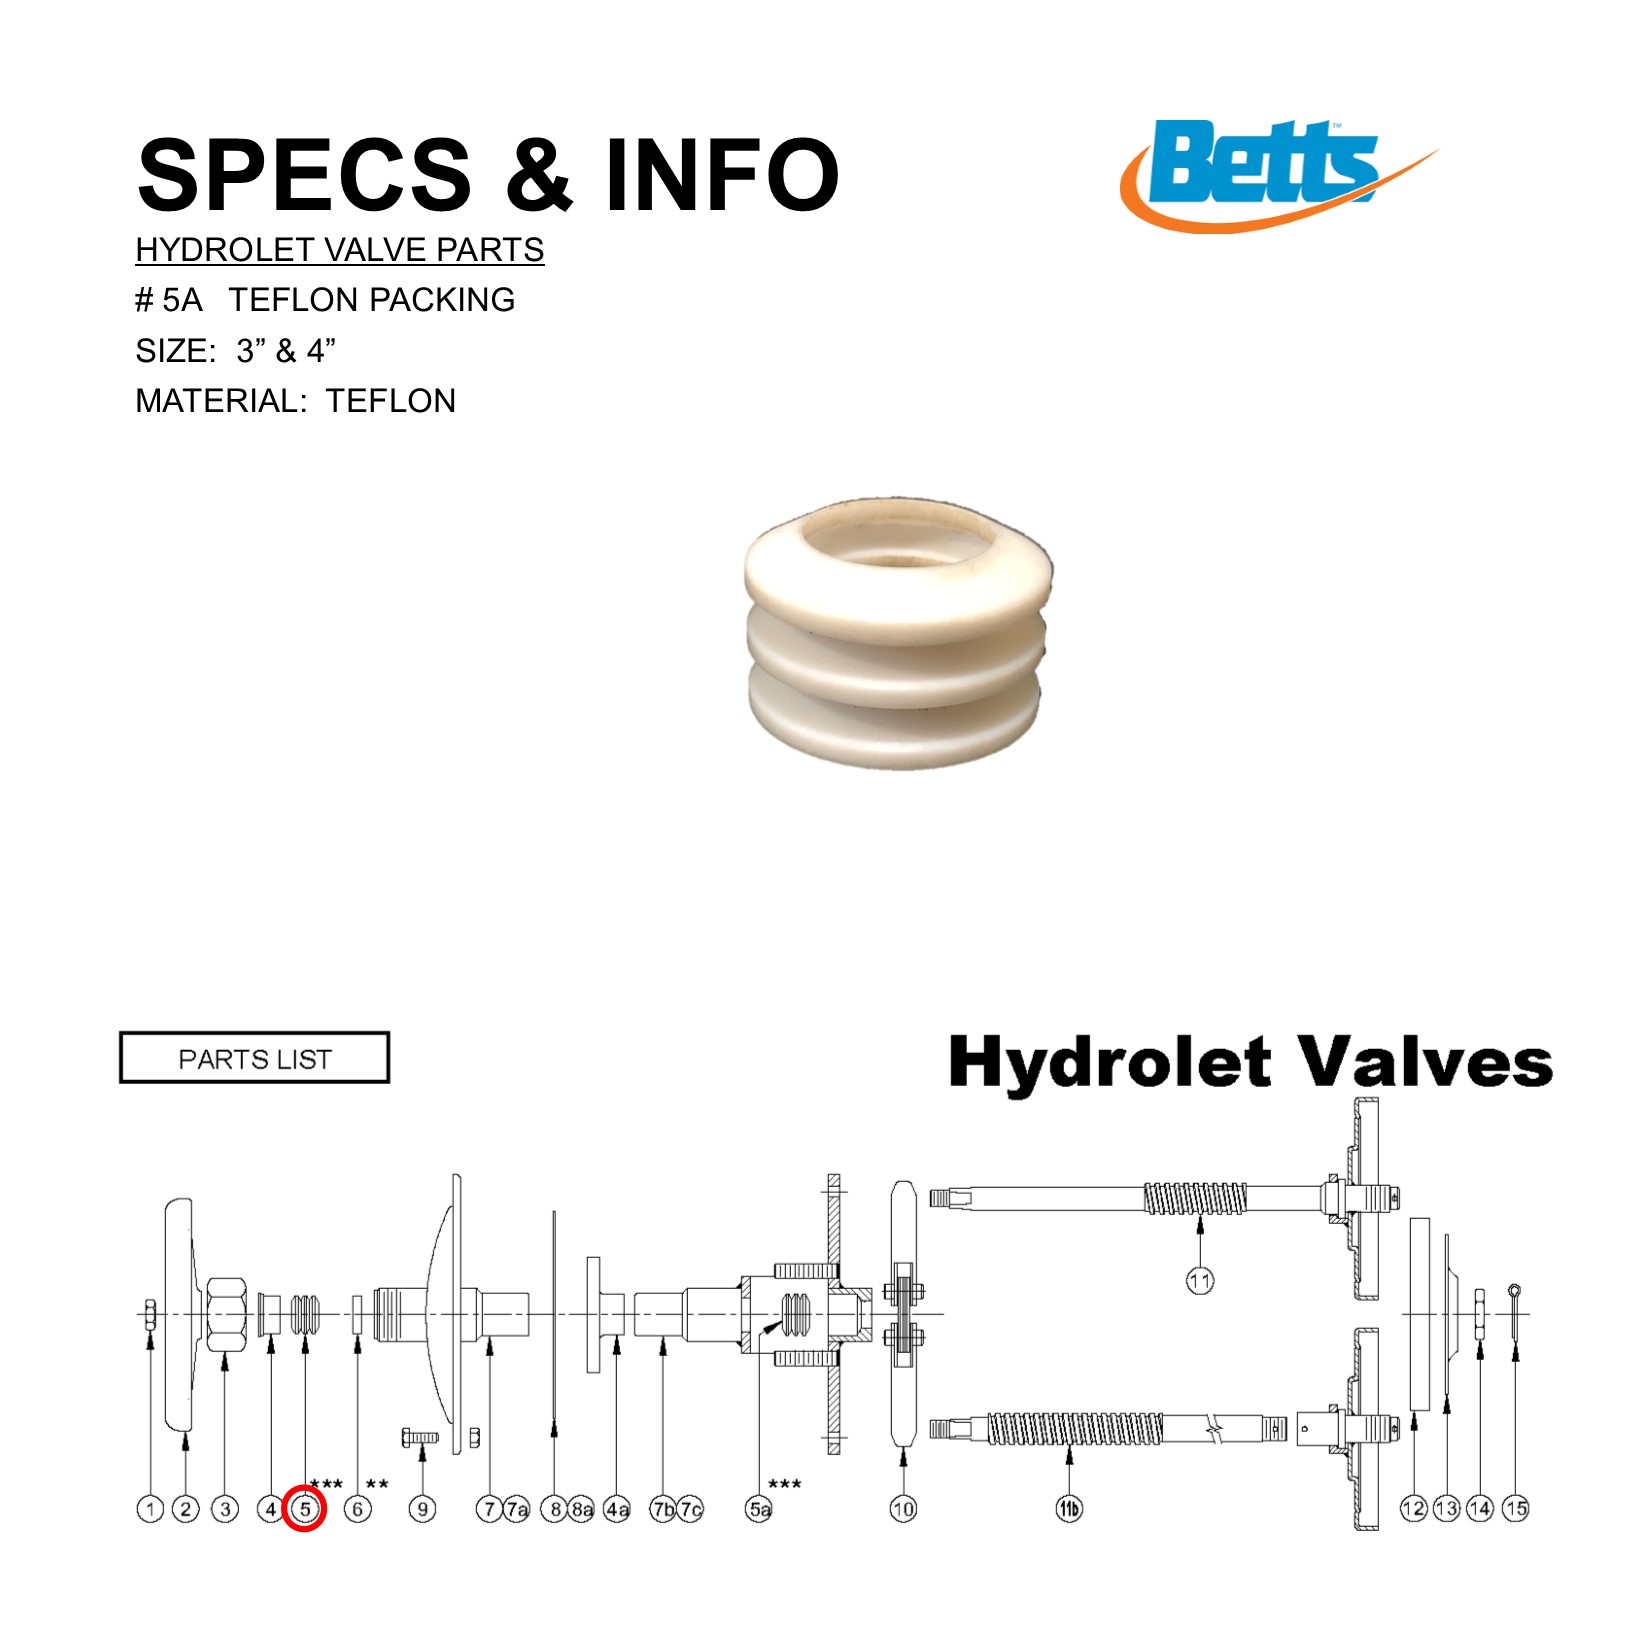 SPECS & INFO
Betts™
HYDROLET VALVE PARTS
# 5A TEFLON PACKING
SIZE: 3” & 4”
MATERIAL: TEFLON
PARTS LIST
Hydrolet Valves
11
*** ** ***
1 2 3 4 5 6 9 7 7a 8 8a 4a 7b 7c 5a 10 11b 12 13 14 15